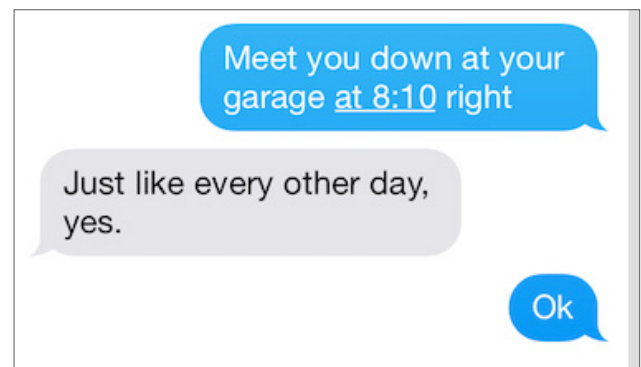 Meet you down at your
garage at 8:10 right
Just like every other day,
yes.
Ok